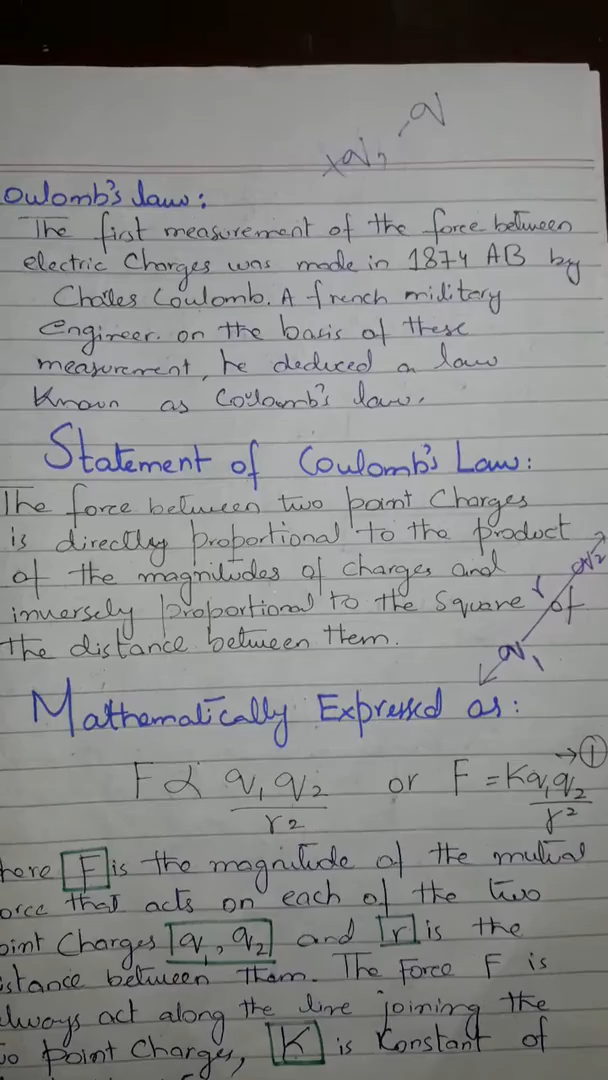 oulomb's law:
The first measurement of the force between
electric Charges was made in 1874 AB by
Charles Coulomb. A french military
Engineer. on the basis of these
measurement, he deduced a law
Known as Coulomb's law.
Statement of Coulomb's Law:
The force between two point Charges
is directly proportional to the product
of the magnitudes of charges and
inversely proportional to the Square of
the distance between them.
r q2
q1
Mathematically Expressed as:
F ∝ q1 q2 / r2 or F = K q1 q2 / r² → 1
here F is the magnitude of the mutual
orce that acts on each of the two
oint Charges q1, q2 and r is the
istance between them. The Force F is
lways act along the line joining the
o point Charges, K is Konstant of